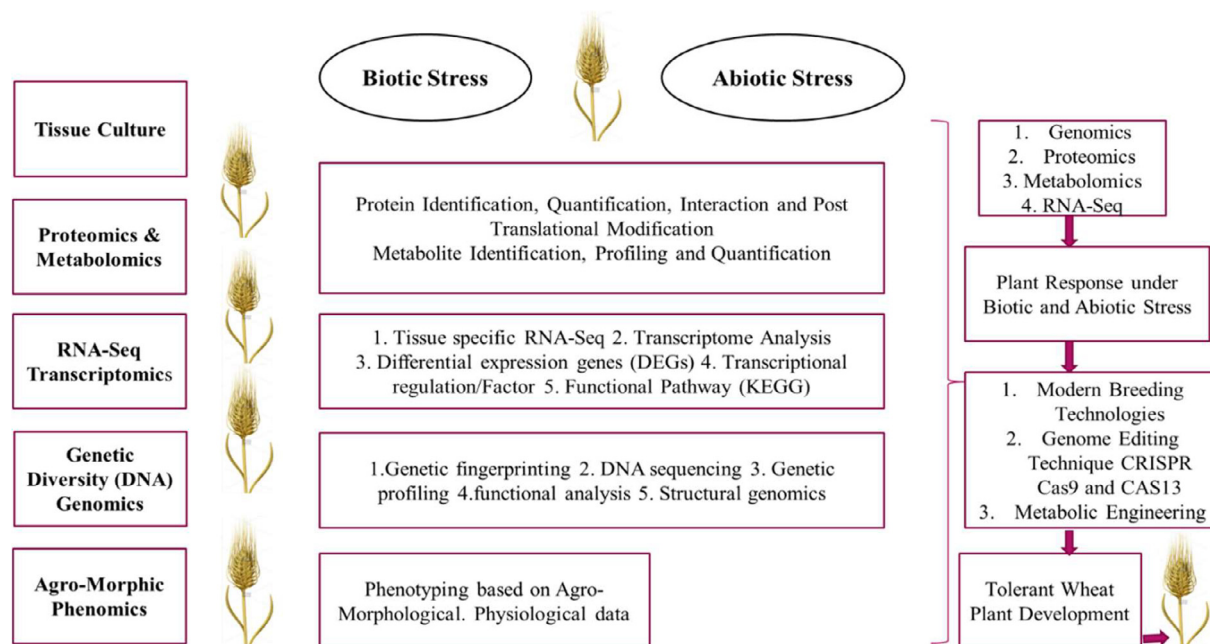 Biotic Stress
Abiotic Stress
Tissue Culture
Proteomics &
Metabolomics
RNA-Seq
Transcriptomics
Genetic
Diversity (DNA)
Genomics
Agro-Morphic
Phenomics
Protein Identification, Quantification, Interaction and Post
Translational Modification
Metabolite Identification, Profiling and Quantification
1. Tissue specific RNA-Seq 2. Transcriptome Analysis
3. Differential expression genes (DEGs) 4. Transcriptional
regulation/Factor 5. Functional Pathway (KEGG)
1.Genetic fingerprinting 2. DNA sequencing 3. Genetic
profiling 4.functional analysis 5. Structural genomics
Phenotyping based on Agro-
Morphological. Physiological data
1. Genomics
2. Proteomics
3. Metabolomics
4. RNA-Seq
Plant Response under
Biotic and Abiotic Stress
1. Modern Breeding
Technologies
2. Genome Editing
Technique CRISPR
Cas9 and CAS13
3. Metabolic Engineering
Tolerant Wheat
Plant Development